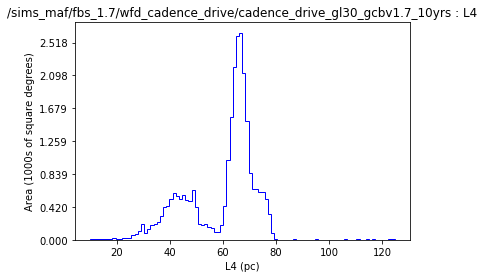 /sims_maf/fbs_1.7/wfd_cadence_drive/cadence_drive_gl30_gcbv1.7_10yrs : L4
2.518
2.098
1.679
1.259
0.839
0.420
0.000
Area (1000s of square degrees)
20 40 60 80 100 120
L4 (pc)